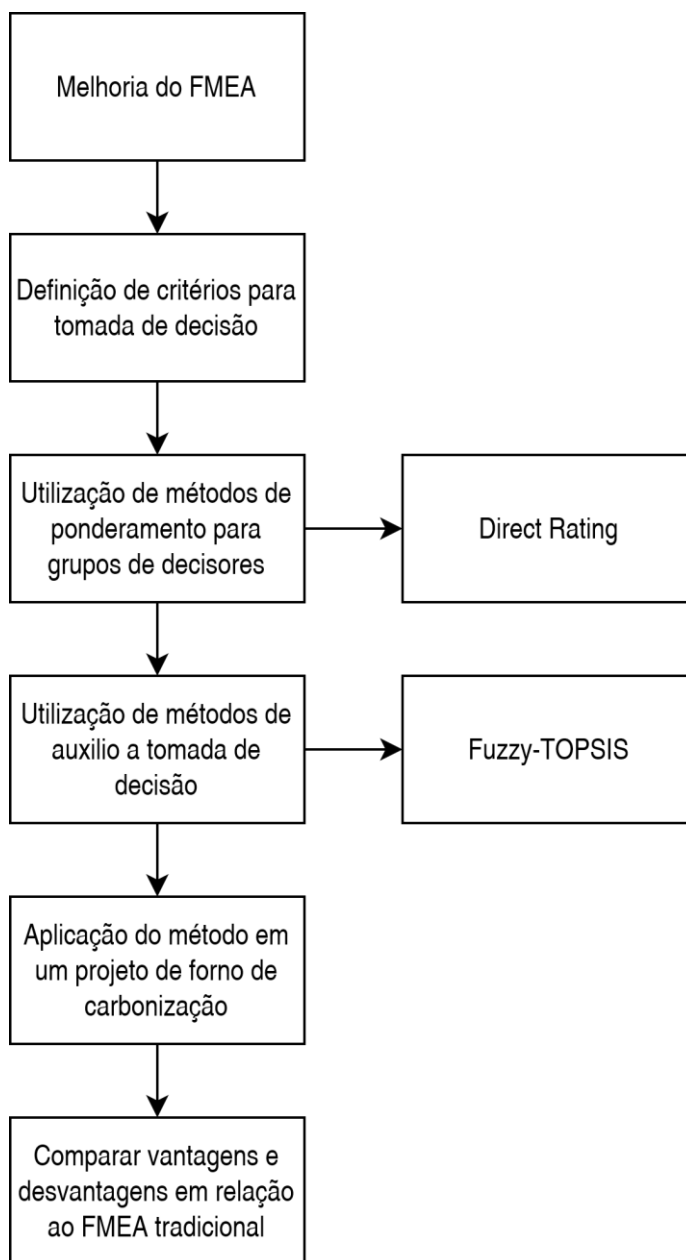 Melhoria do FMEA
Definição de critérios para
tomada de decisão
Utilização de métodos de
ponderamento para
grupos de decisores
Direct Rating
Utilização de métodos de
auxilio a tomada de
decisão
Fuzzy-TOPSIS
Aplicação do método em
um projeto de forno de
carbonização
Comparar vantagens e
desvantagens em relação
ao FMEA tradicional